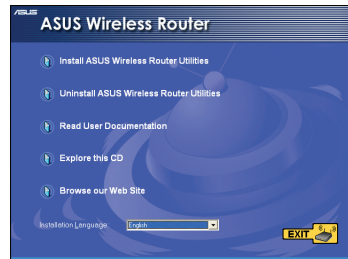 ASUS
ASUS Wireless Router
Install ASUS Wireless Router Utilities
Uninstall ASUS Wireless Router Utilities
Read User Documentation
Explore this CD
Browse our Web Site
Installation Language: English
EXIT